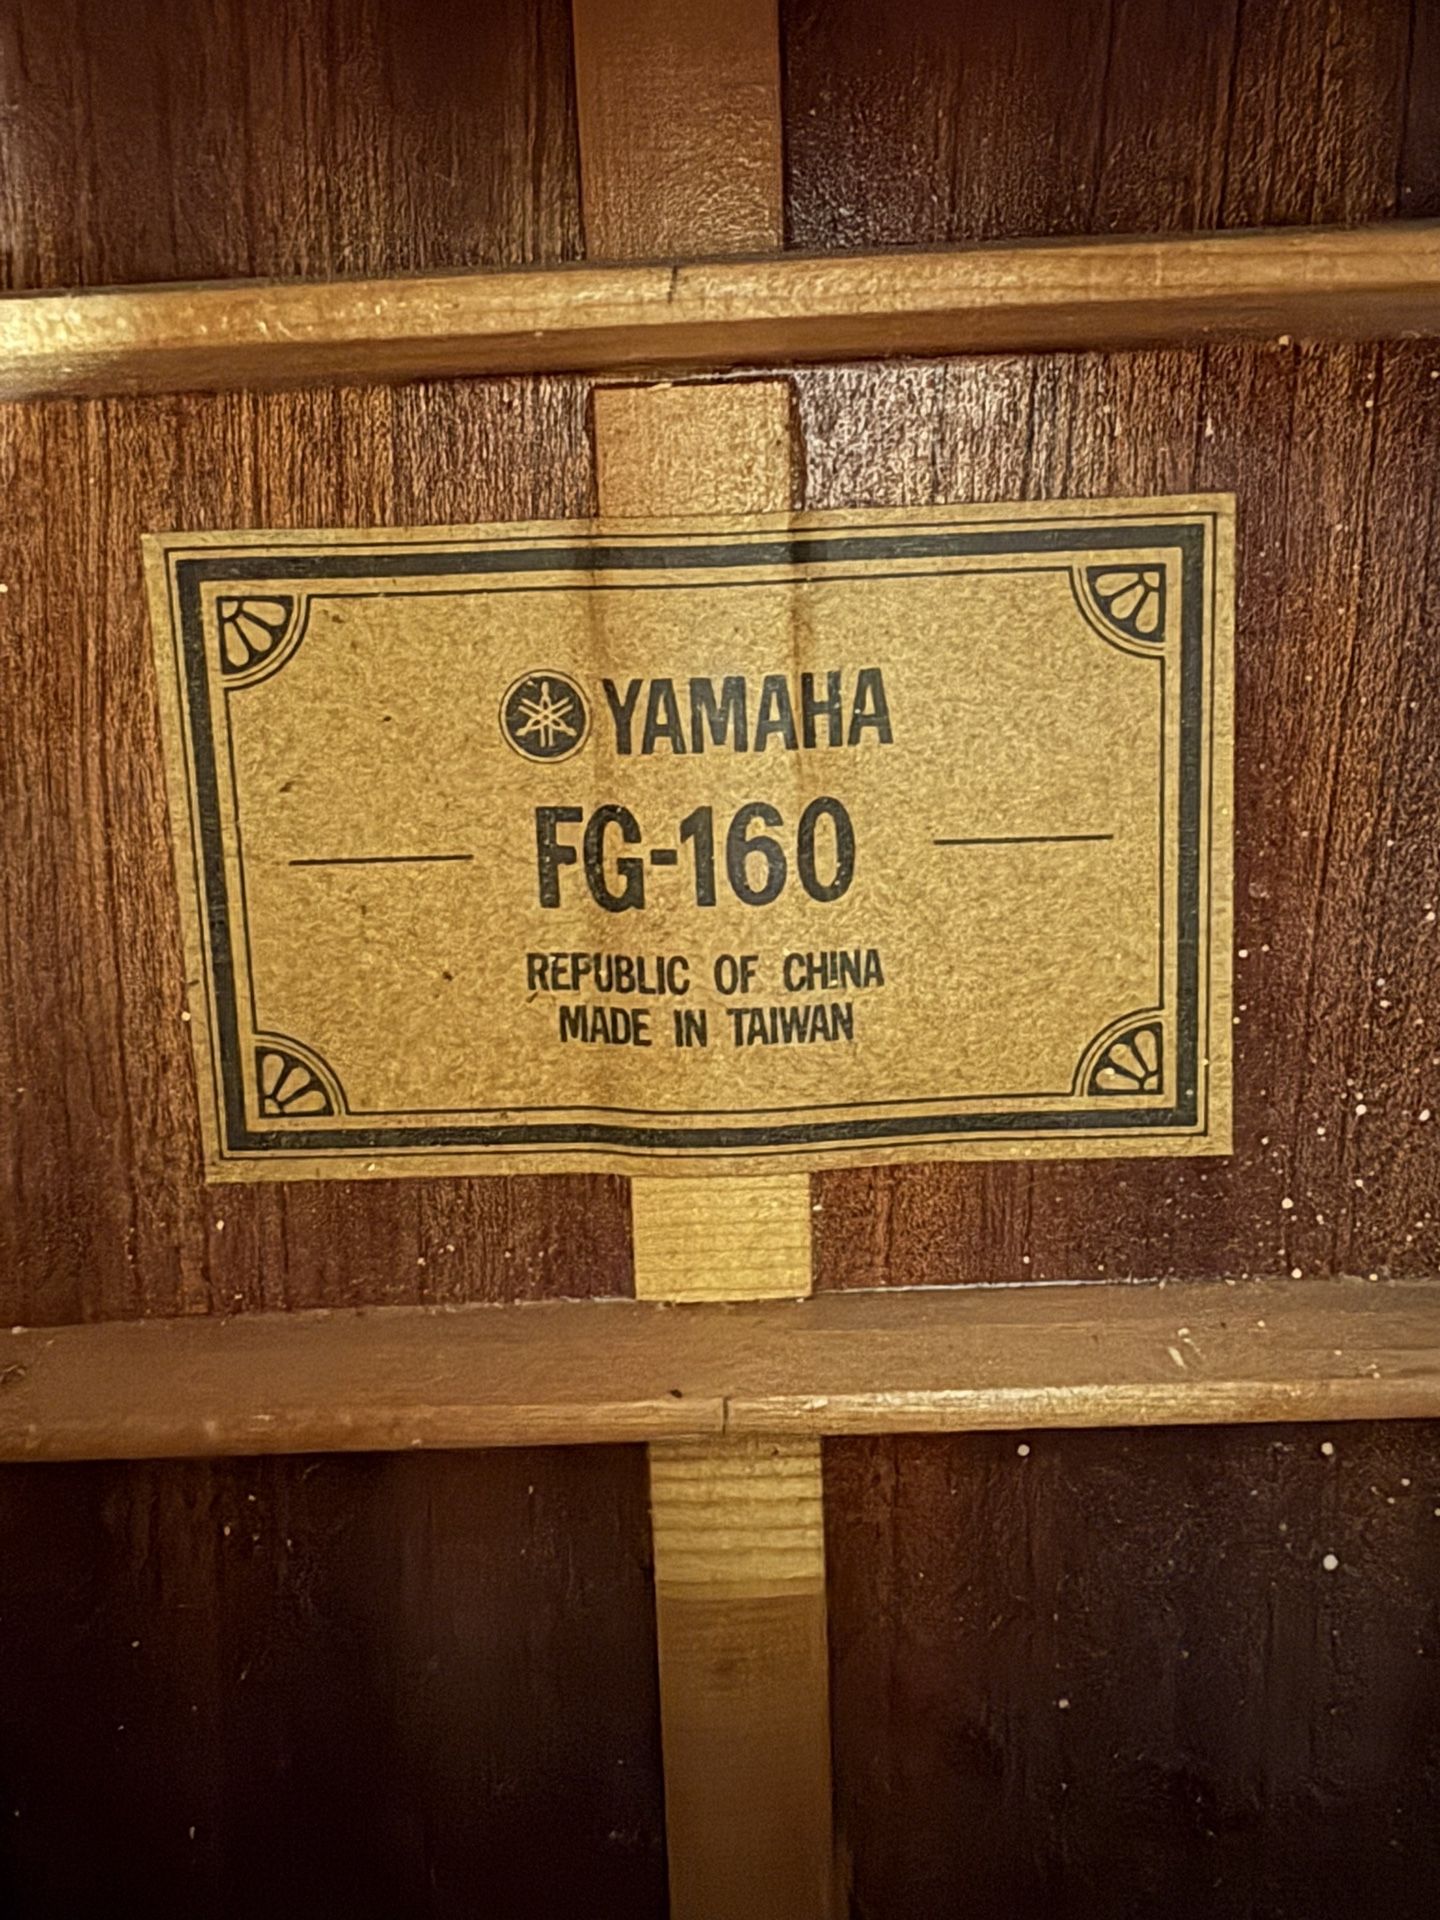 YAMAHA
FG-160
REPUBLIC OF CHINA
MADE IN TAIWAN